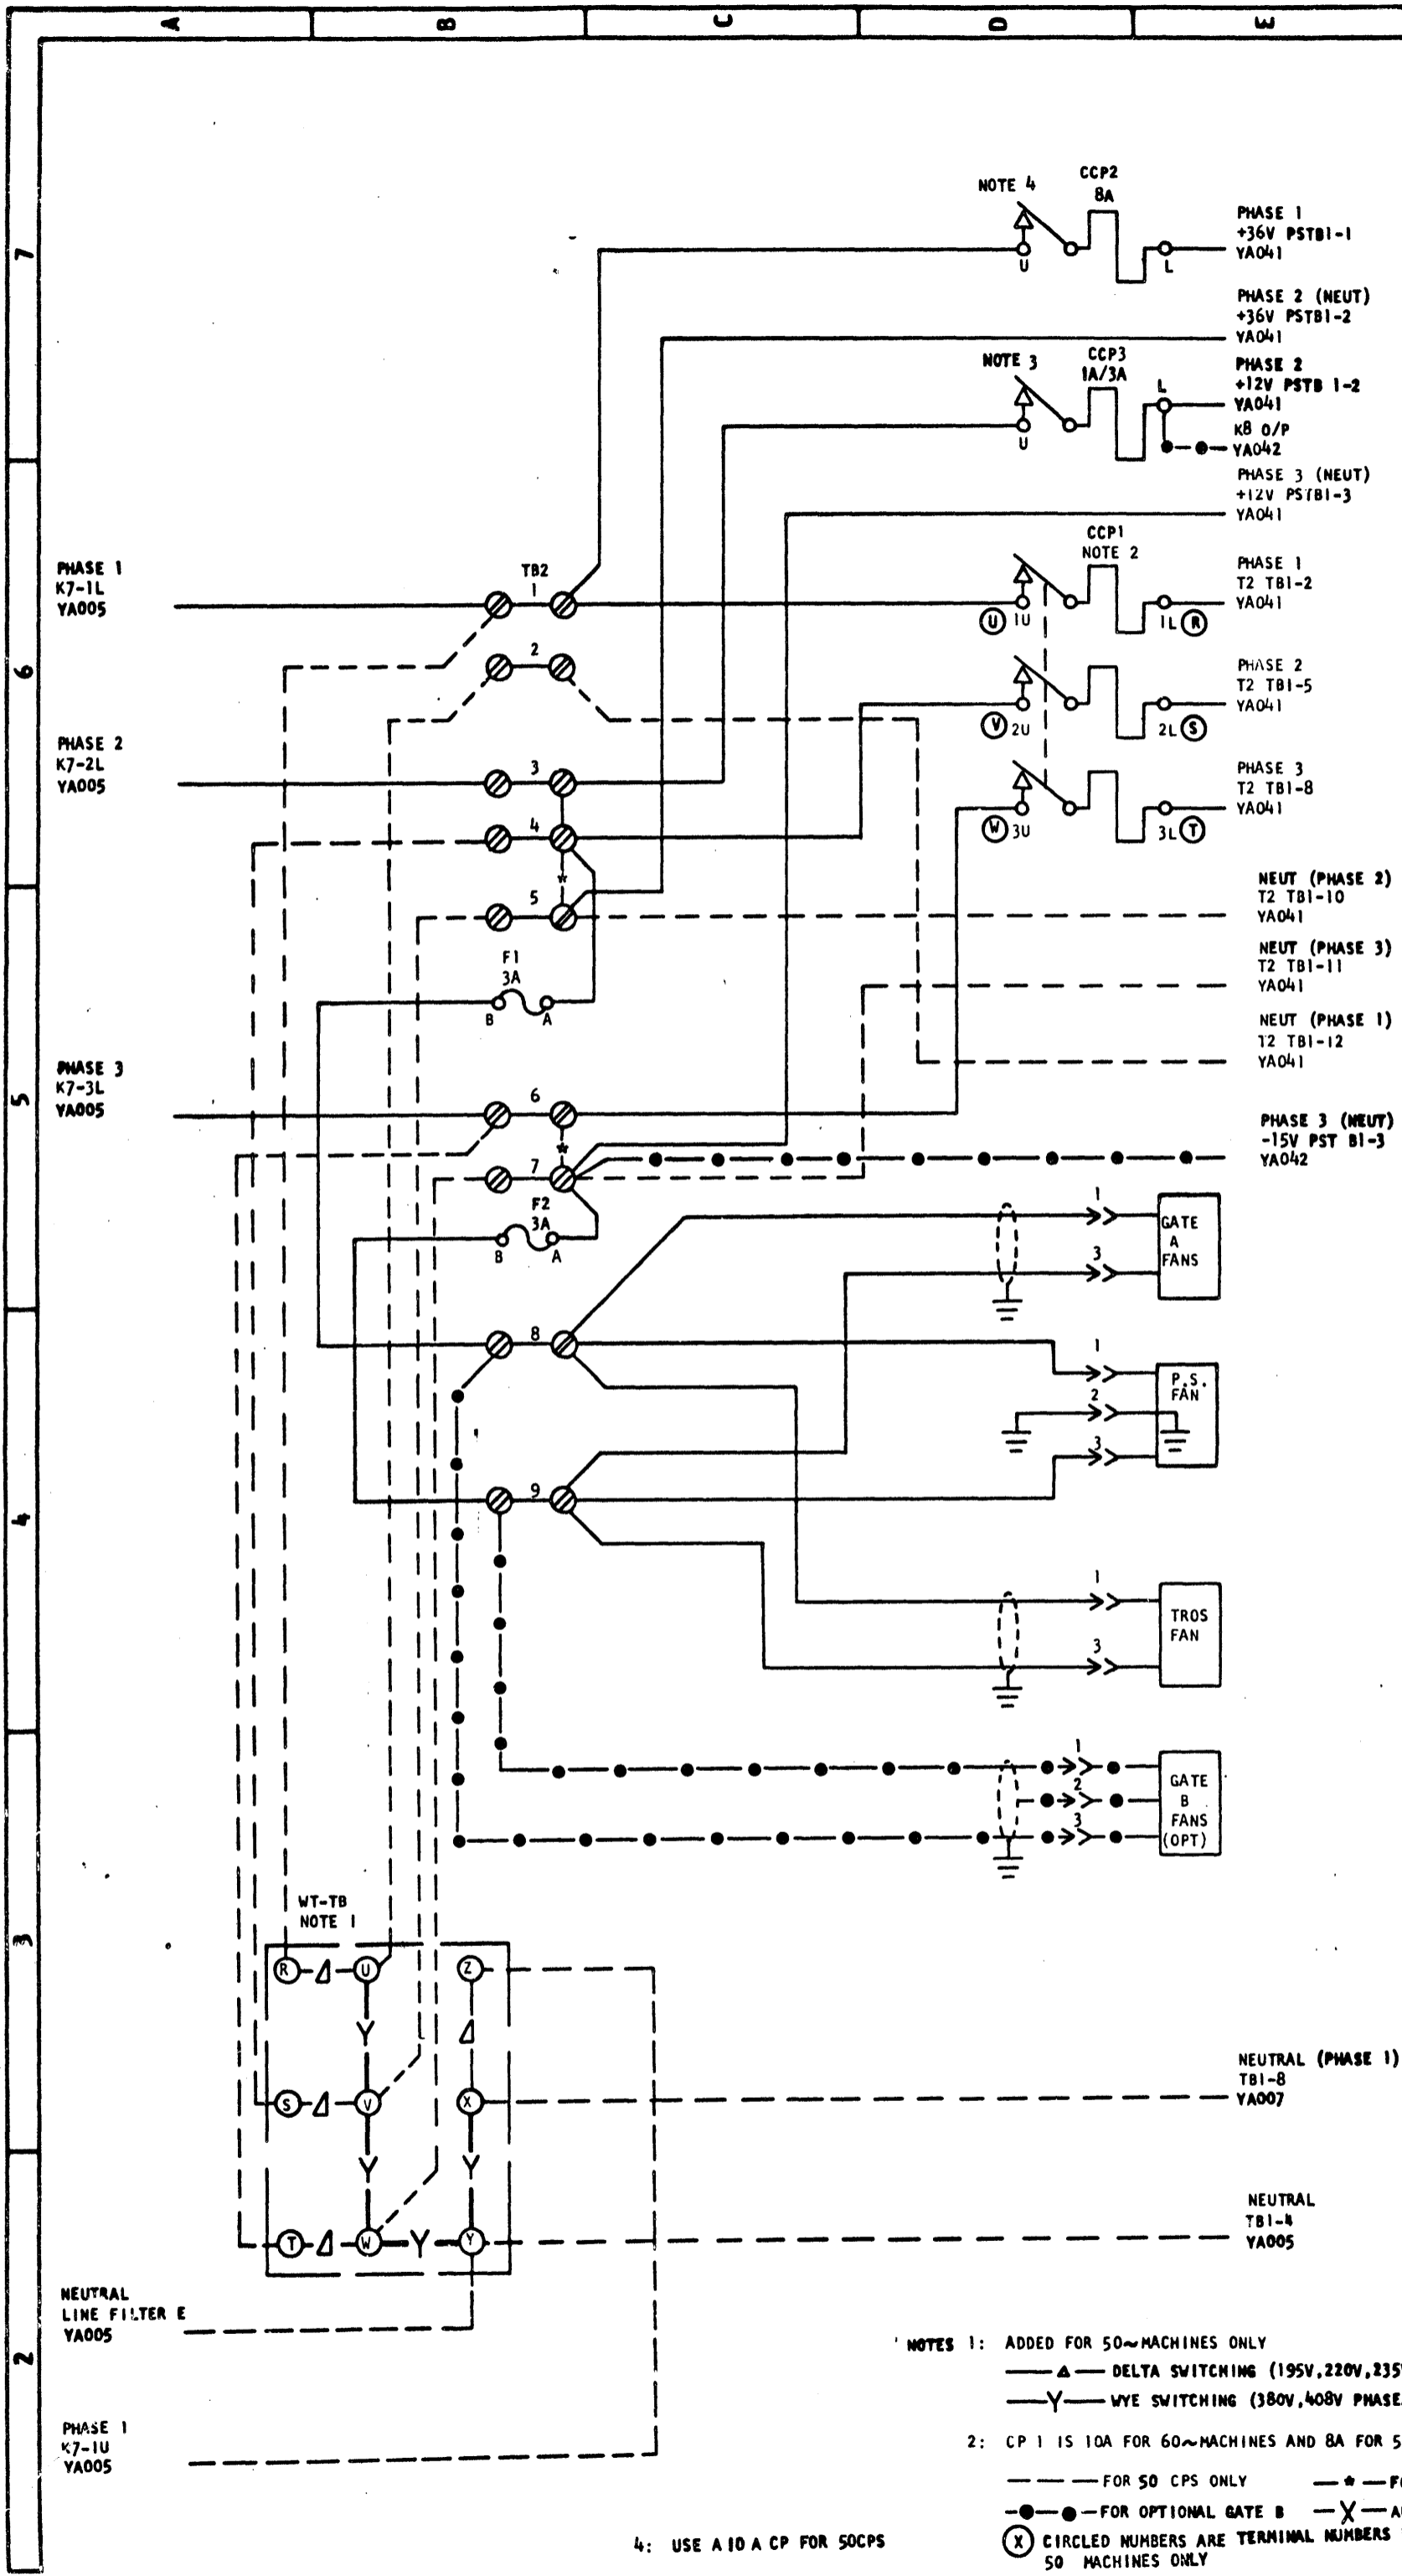 A B C D E
7
NOTE 4
CCP2
8A
U
L
PHASE 1
+36V PSTB1-1
YA041
PHASE 2 (NEUT)
+36V PSTB1-2
YA041
NOTE 3
CCP3
1A/3A
U
L
PHASE 2
+12V PSTB 1-2
YA041
K8 O/P
YA042
PHASE 3 (NEUT)
+12V PSTB1-3
YA041
6
PHASE 1
K7-1L
YA005
TB2
1
CCP1
NOTE 2
U 1U
1L R
PHASE 1
T2 TB1-2
YA041
2
V 2U
2L S
PHASE 2
T2 TB1-5
YA041
PHASE 2
K7-2L
YA005
3
4
*
W 3U
3L T
PHASE 3
T2 TB1-8
YA041
5
5
NEUT (PHASE 2)
T2 TB1-10
YA041
F1
3A
B A
NEUT (PHASE 3)
T2 TB1-11
YA041
NEUT (PHASE 1)
T2 TB1-12
YA041
PHASE 3
K7-3L
YA005
6
*
7
PHASE 3 (NEUT)
-15V PST B1-3
YA042
F2
3A
B A
1
3
GATE
A
FANS
4
8
1
2
3
P.S.
FAN
9
1
3
TROS
FAN
3
1
2
3
GATE
B
FANS
(OPT)
WT-TB
NOTE 1
R U Z
Y
S V X
Y Y
T W Y Y
NEUTRAL (PHASE 1)
TB1-8
YA007
NEUTRAL
TB1-4
YA005
2
NEUTRAL
LINE FILTER E
YA005
PHASE 1
K7-1U
YA005
NOTES 1: ADDED FOR 50~MACHINES ONLY
Δ DELTA SWITCHING (195V,220V,235
Y WYE SWITCHING (380V,408V PHASE
2: CP 1 IS 10A FOR 60~MACHINES AND 8A FOR 5
FOR 50 CPS ONLY * F
FOR OPTIONAL GATE B X A
X CIRCLED NUMBERS ARE TERMINAL NUMBERS
50 MACHINES ONLY
4: USE A 10 A CP FOR 50CPS